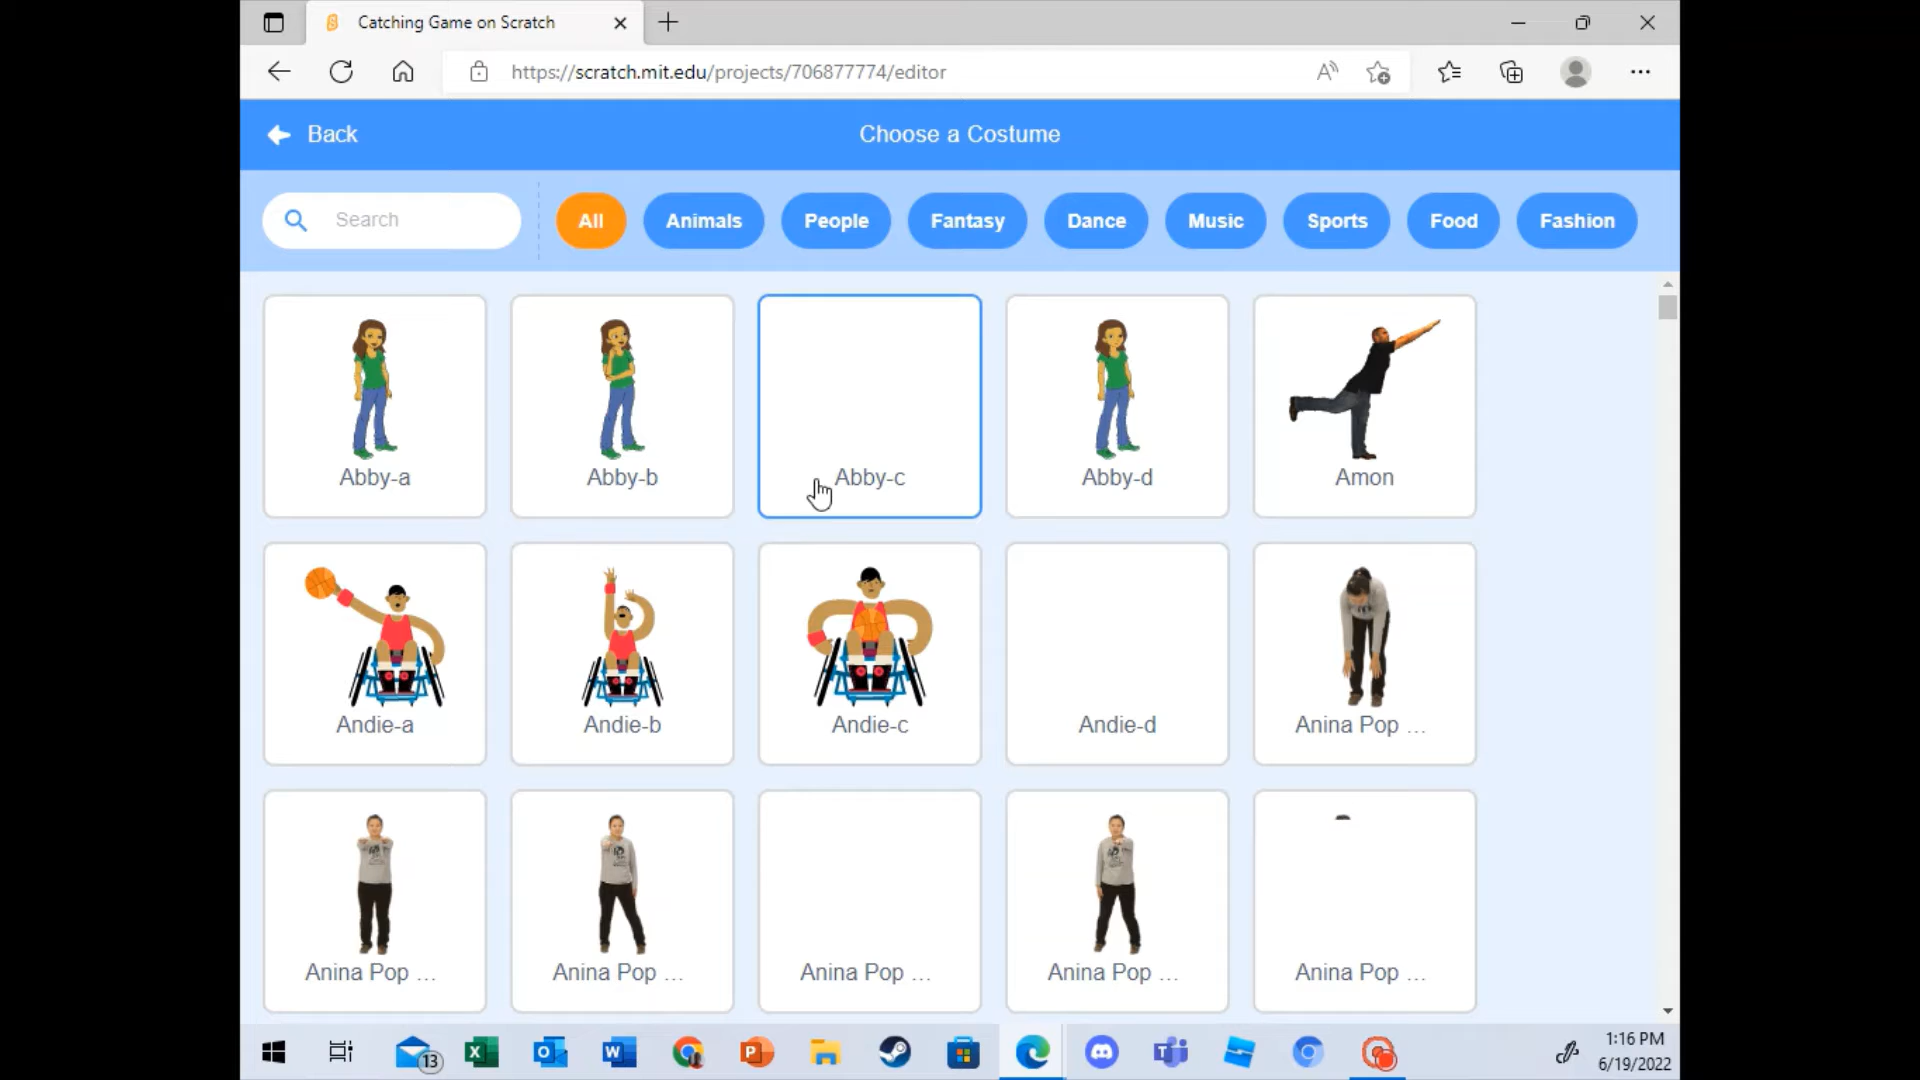 Catching Game on Scratch
https://scratch.mit.edu/projects/706877774/editor
Back
Choose a Costume
Search
All
Animals
People
Fantasy
Dance
Music
Sports
Food
Fashion
Abby-a
Abby-b
Abby-c
Abby-d
Amon
Andie-a
Andie-b
Andie-c
Andie-d
Anina Pop ...
Anina Pop ...
Anina Pop ...
Anina Pop ...
Anina Pop ...
Anina Pop ...
13
1:16 PM
6/19/2022